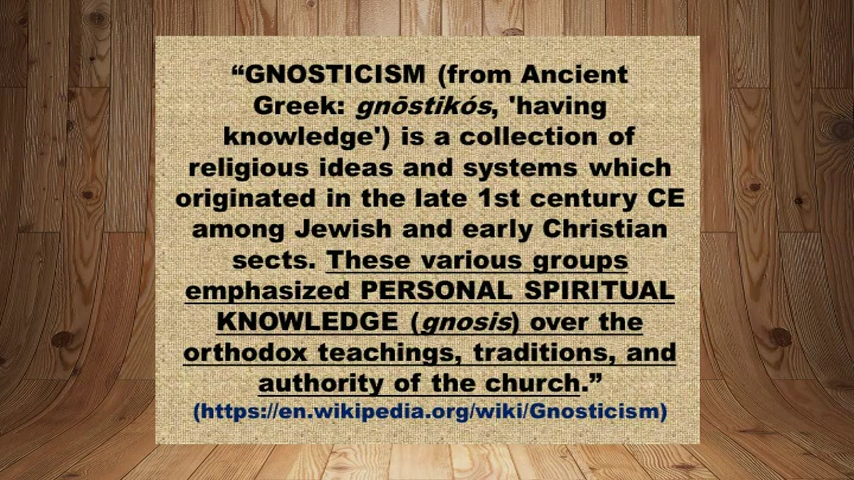 “GNOSTICISM (from Ancient
Greek: gnōstikós, 'having
knowledge') is a collection of
religious ideas and systems which
originated in the late 1st century CE
among Jewish and early Christian
sects. These various groups
emphasized PERSONAL SPIRITUAL
KNOWLEDGE (gnosis) over the
orthodox teachings, traditions, and
authority of the church.”
(https://en.wikipedia.org/wiki/Gnosticism)